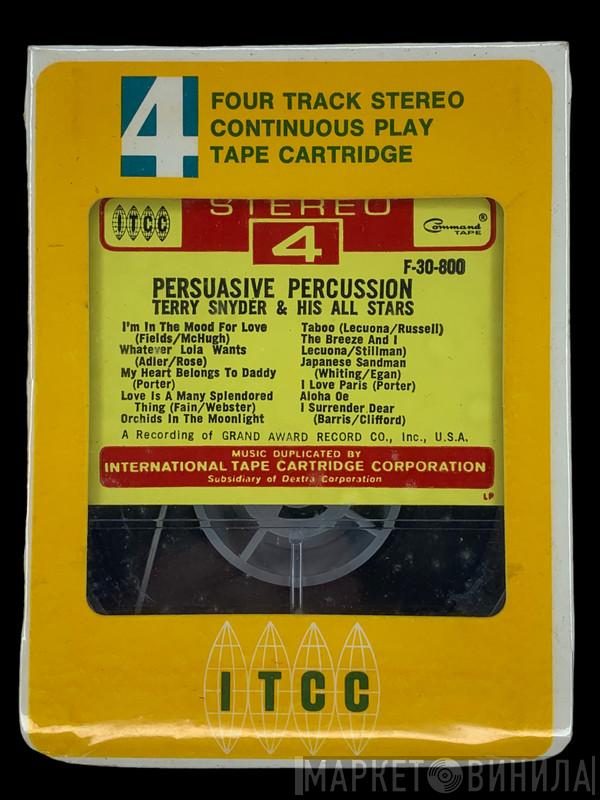 4
FOUR TRACK STEREO
CONTINUOUS PLAY
TAPE CARTRIDGE
ITCC
STEREO
4
Command ®
TAPE
F-30-800
PERSUASIVE PERCUSSION
TERRY SNYDER & HIS ALL STARS
I'm In The Mood For Love
(Fields/McHugh)
Whatever Lola Wants
(Adler/Rose)
My Heart Belongs To Daddy
(Porter)
Love Is A Many Splendored
Thing (Fain/Webster)
Orchids In The Moonlight
Taboo (Lecuona/Russell)
The Breeze And I
Lecuona/Stillman)
Japanese Sandman
(Whiting/Egan)
I Love Paris (Porter)
Aloha Oe
I Surrender Dear
(Barris/Clifford)
A Recording of GRAND AWARD RECORD CO., Inc., U.S.A.
MUSIC DUPLICATED BY
INTERNATIONAL TAPE CARTRIDGE CORPORATION
Subsidiary of Dextra Corporation
LP
ITCC
МАРКЕТ ВИНИЛА